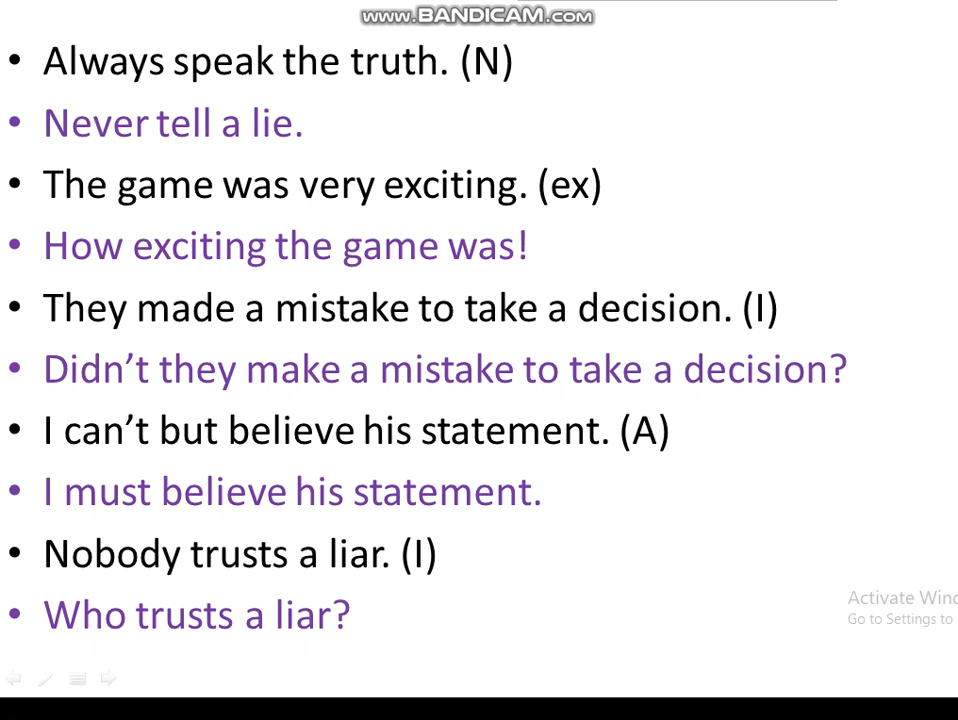 www.BANDICAM.com
• Always speak the truth. (N)
• Never tell a lie.
• The game was very exciting. (ex)
• How exciting the game was!
• They made a mistake to take a decision. (I)
• Didn’t they make a mistake to take a decision?
• I can’t but believe his statement. (A)
• I must believe his statement.
• Nobody trusts a liar. (I)
• Who trusts a liar?
Activate Winc
Go to Settings to